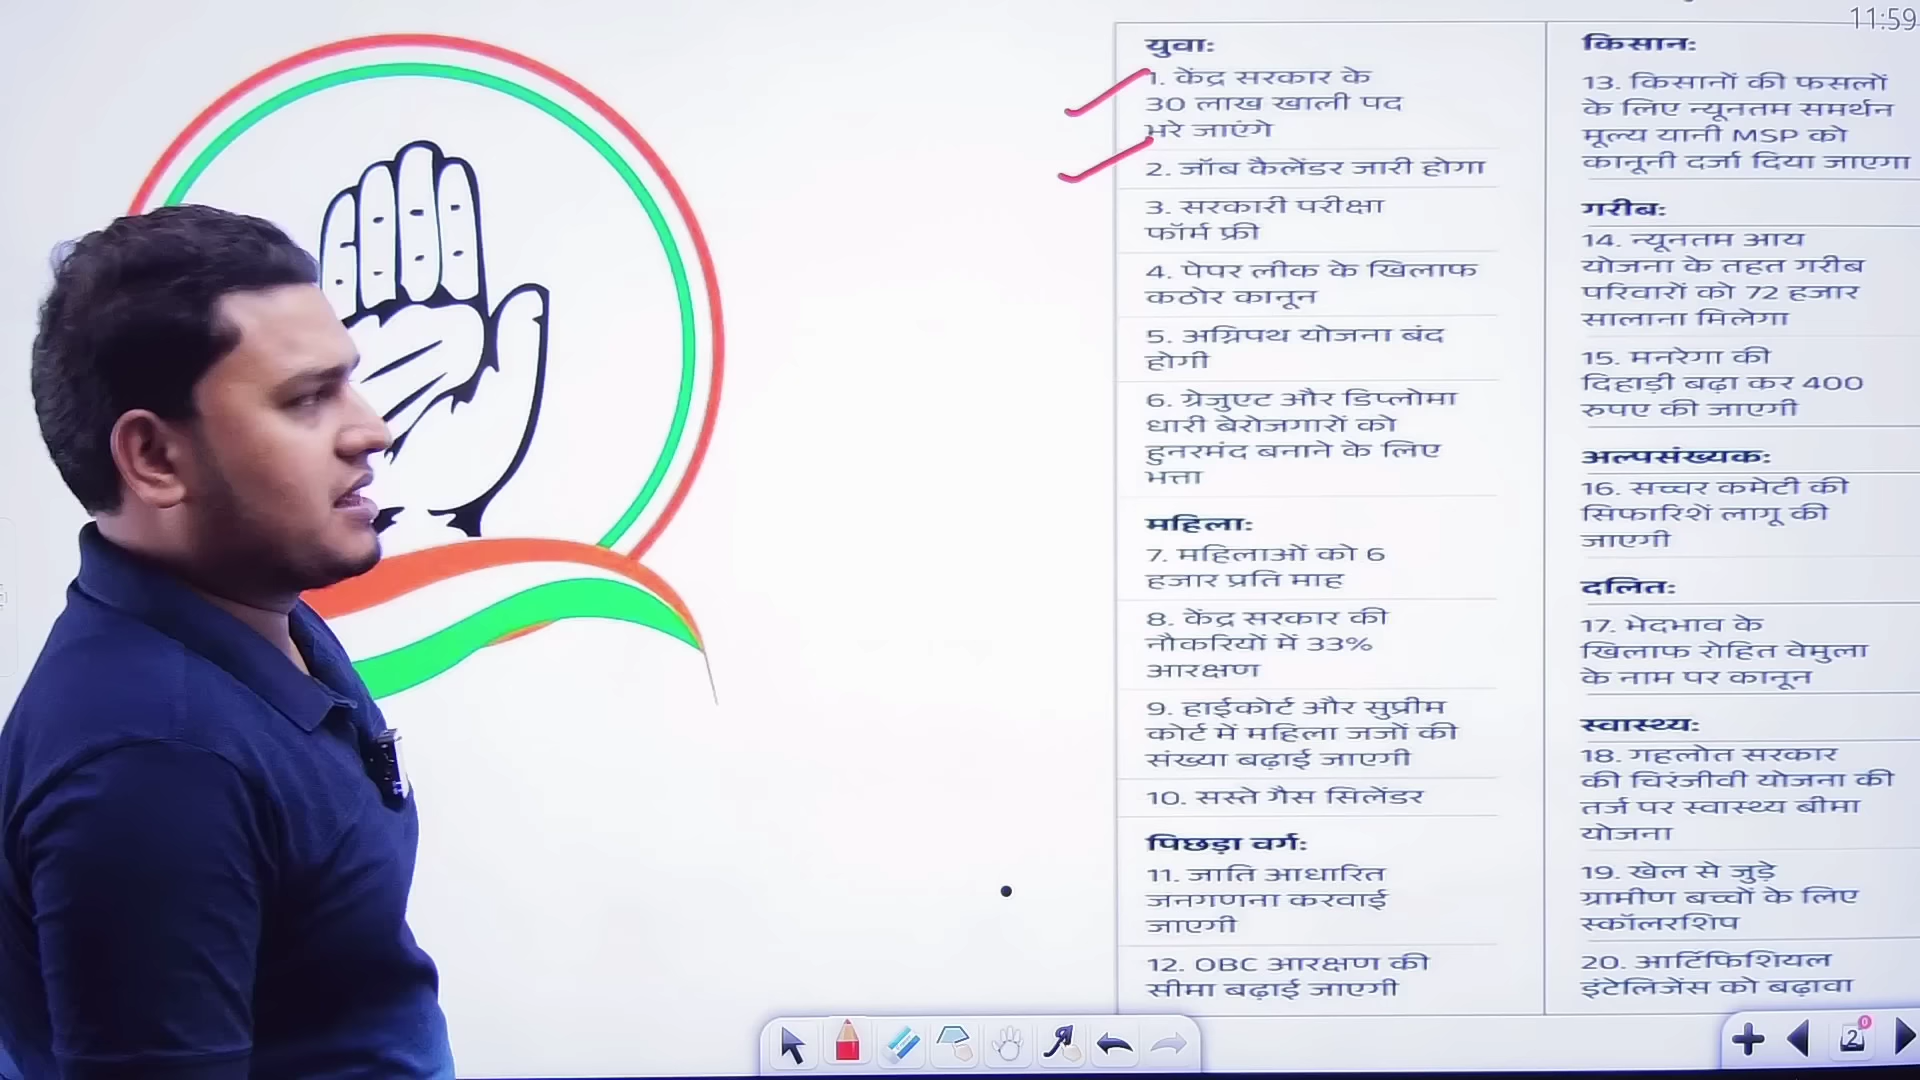 11:59
युवा:
1. केंद्र सरकार के
30 लाख खाली पद
भरे जाएंगे
2. जॉब कैलेंडर जारी होगा
3. सरकारी परीक्षा
फॉर्म फ्री
4. पेपर लीक के खिलाफ
कठोर कानून
5. अग्निपथ योजना बंद
होगी
6. ग्रेजुएट और डिप्लोमा
धारी बेरोजगारों को
हुनरमंद बनाने के लिए
भत्ता
महिला:
7. महिलाओं को 6
हजार प्रति माह
8. केंद्र सरकार की
नौकरियों में 33%
आरक्षण
9. हाईकोर्ट और सुप्रीम
कोर्ट में महिला जजों की
संख्या बढ़ाई जाएगी
10. सस्ते गैस सिलेंडर
पिछड़ा वर्ग:
11. जाति आधारित
जनगणना करवाई
जाएगी
12. OBC आरक्षण की
सीमा बढ़ाई जाएगी
किसान:
13. किसानों की फसलों
के लिए न्यूनतम समर्थन
मूल्य यानी MSP को
कानूनी दर्जा दिया जाएगा
गरीब:
14. न्यूनतम आय
योजना के तहत गरीब
परिवारों को 72 हजार
सालाना मिलेगा
15. मनरेगा की
दिहाड़ी बढ़ा कर 400
रुपए की जाएगी
अल्पसंख्यक:
16. सच्चर कमेटी की
सिफारिशें लागू की
जाएगी
दलित:
17. भेदभाव के
खिलाफ रोहित वेमुला
के नाम पर कानून
स्वास्थ्य:
18. गहलोत सरकार
की चिरंजीवी योजना की
तर्ज पर स्वास्थ्य बीमा
योजना
19. खेल से जुड़े
ग्रामीण बच्चों के लिए
स्कॉलरशिप
20. आर्टिफिशियल
इंटेलिजेंस को बढ़ावा
2
0